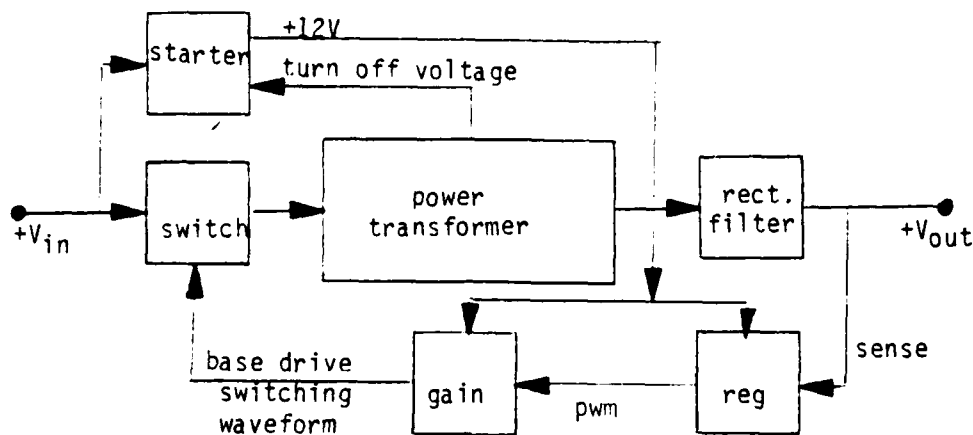 +12V
starter
turn off voltage
power
transformer
rect.
filter
switch
+Vin
+Vout
sense
base drive
switching
waveform
gain
pwm
reg